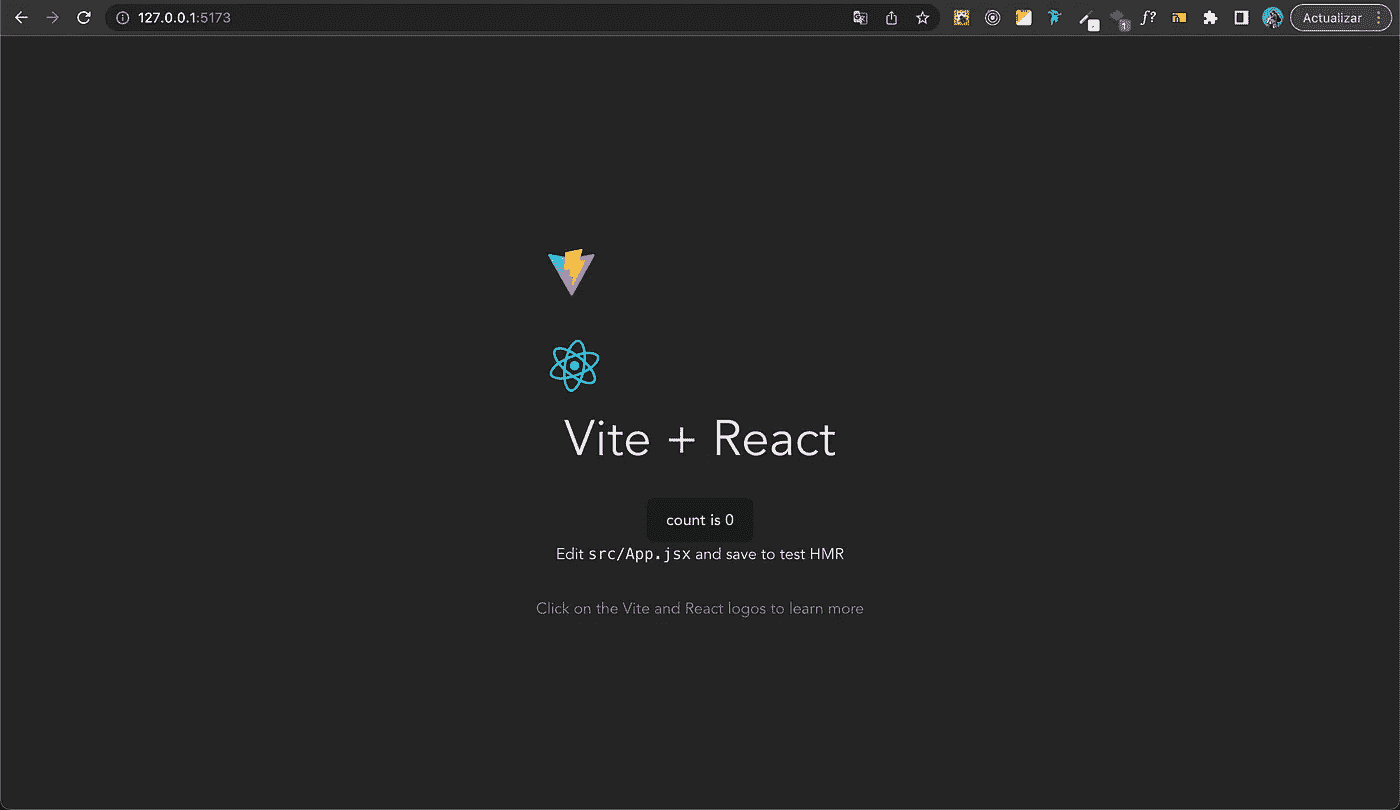 127.0.0.1:5173
1
f?
Actualizar
Vite + React
count is 0
Edit src/App.jsx and save to test HMR
Click on the Vite and React logos to learn more